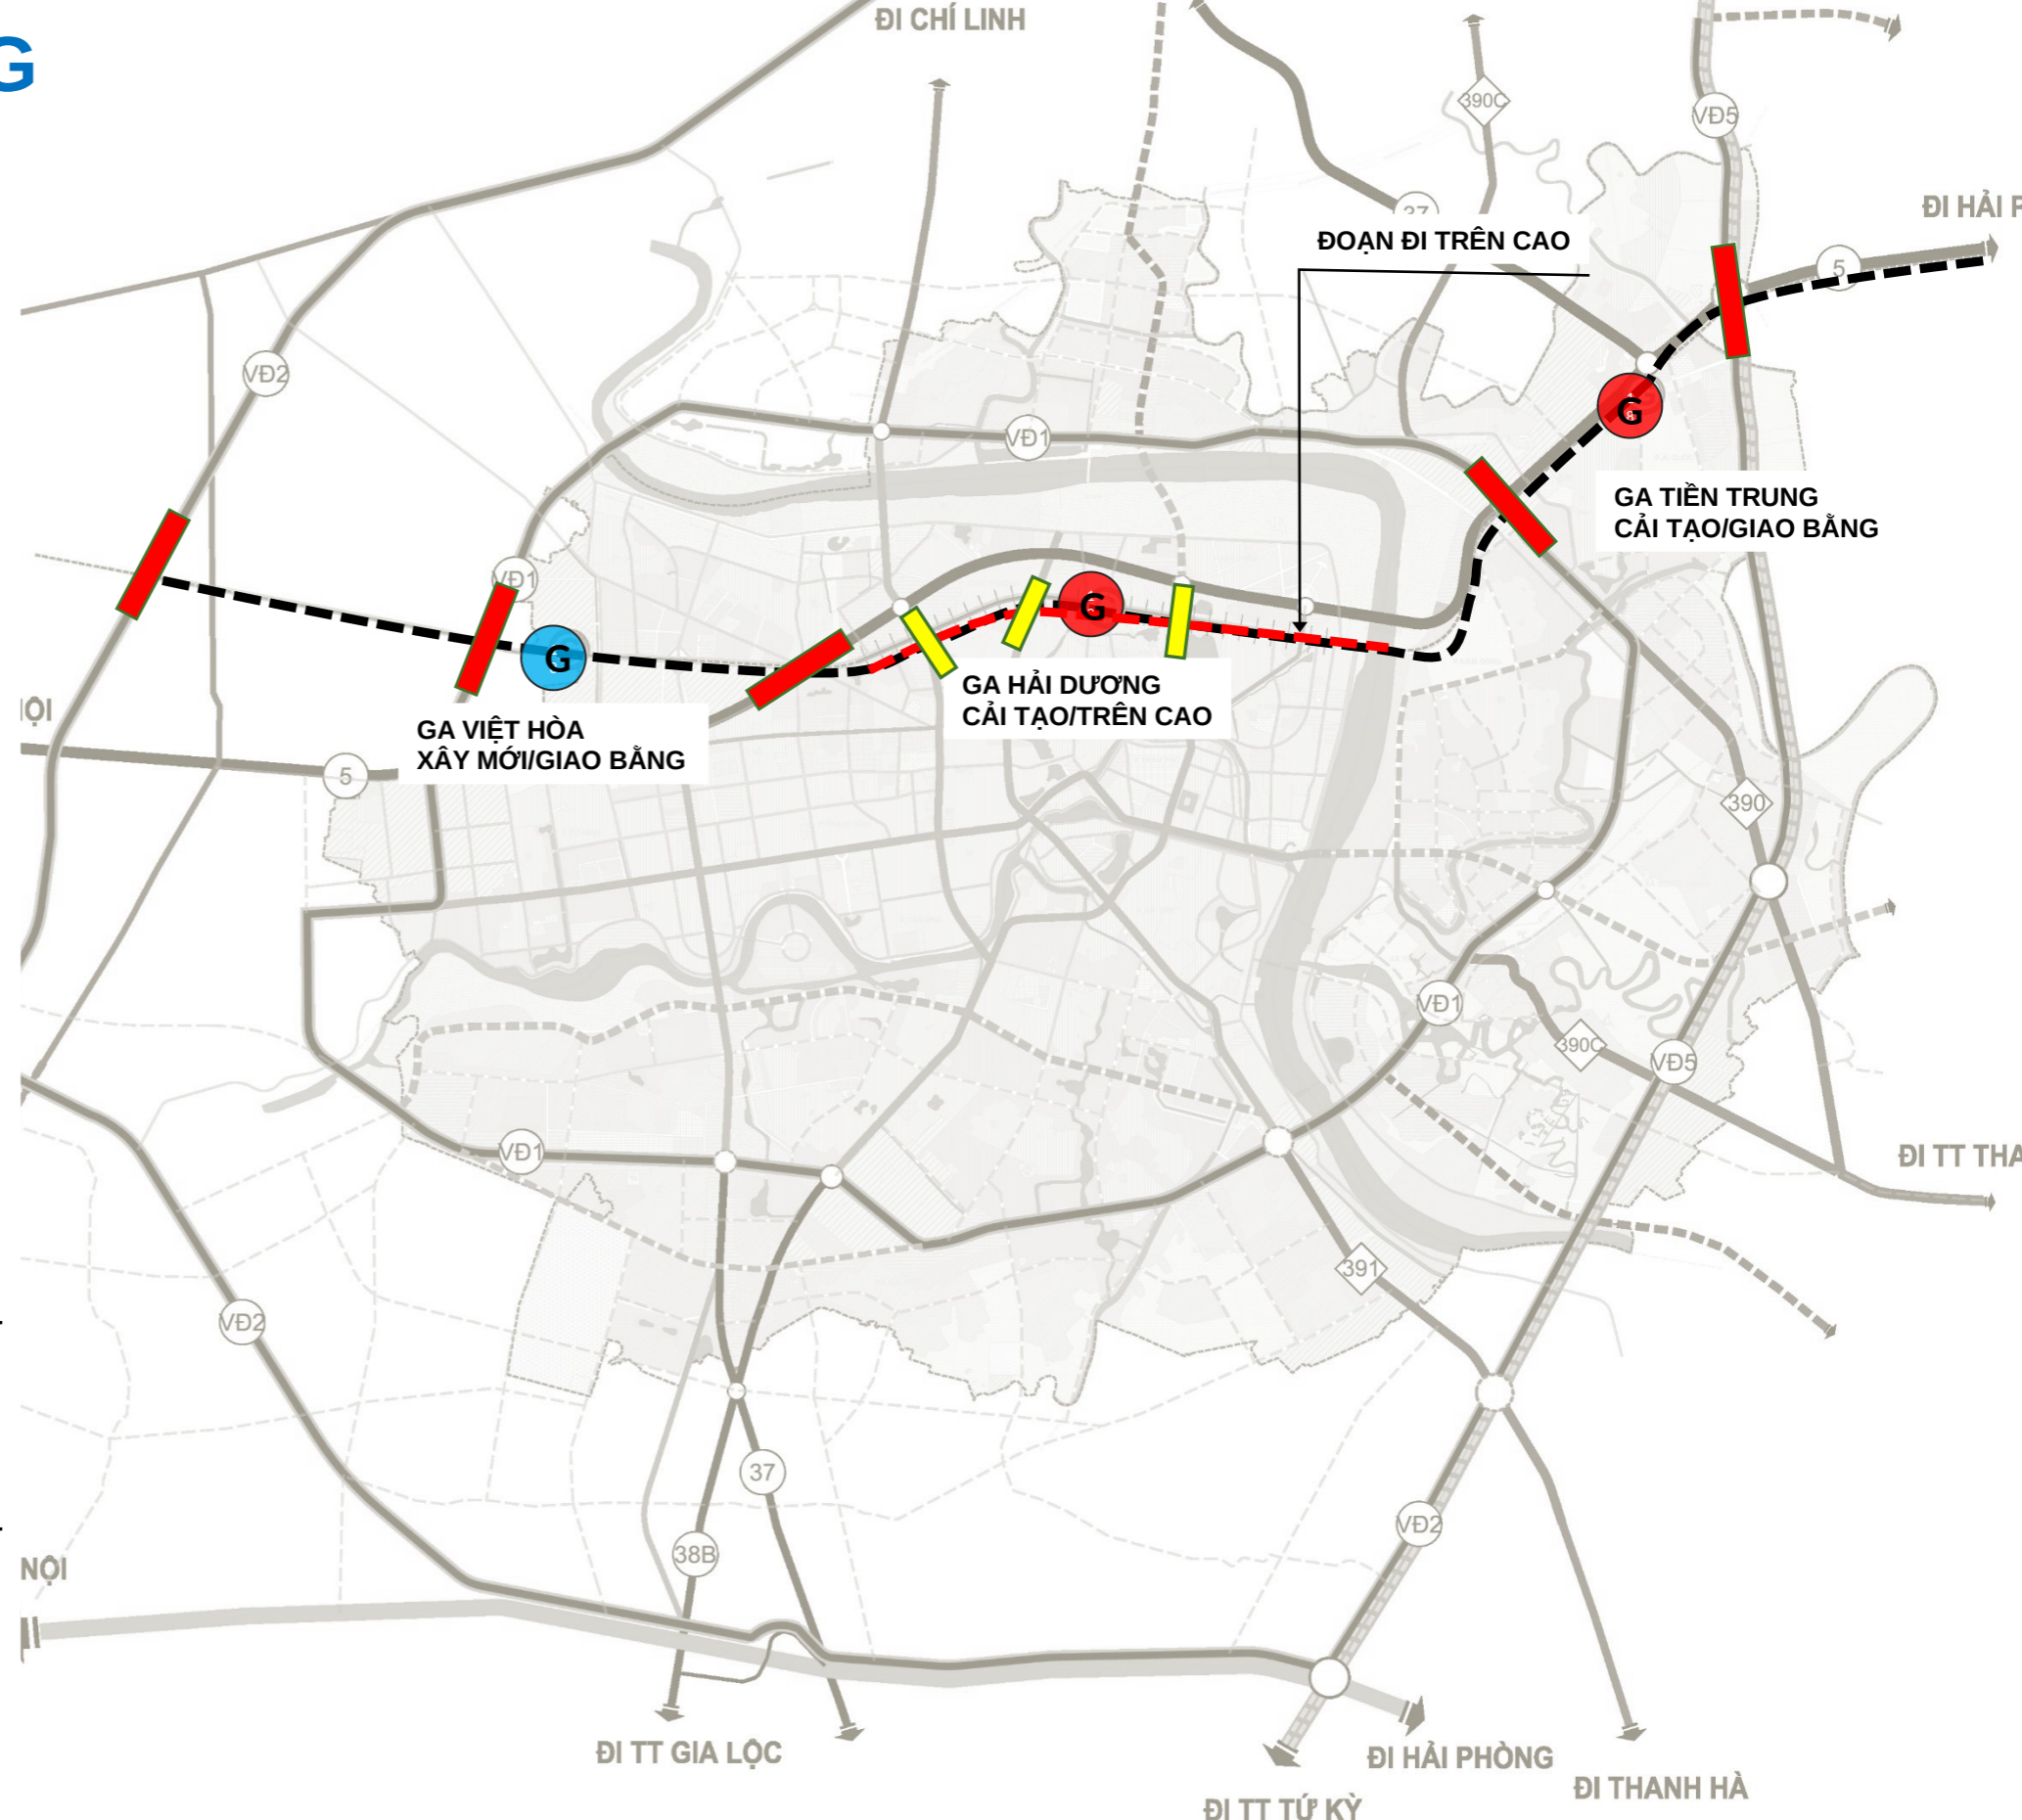 G
ĐI CHÍ LINH
390C
VĐ5
ĐI HẢI P
37
ĐOẠN ĐI TRÊN CAO
5
VĐ2
G
VĐ1
GA TIỀN TRUNG
CẢI TẠO/GIAO BẰNG
VĐ1
G
G
GA HẢI DƯƠNG
CẢI TẠO/TRÊN CAO
GA VIỆT HÒA
XÂY MỚI/GIAO BẰNG
ỘI
5
390
VĐ1
390C
VĐ5
VĐ1
ĐI TT THA
391
VĐ2
37
VĐ2
38B
NỘI
ĐI TT GIA LỘC
ĐI HẢI PHÒNG
ĐI THANH HÀ
ĐI TT TỨ KỲ